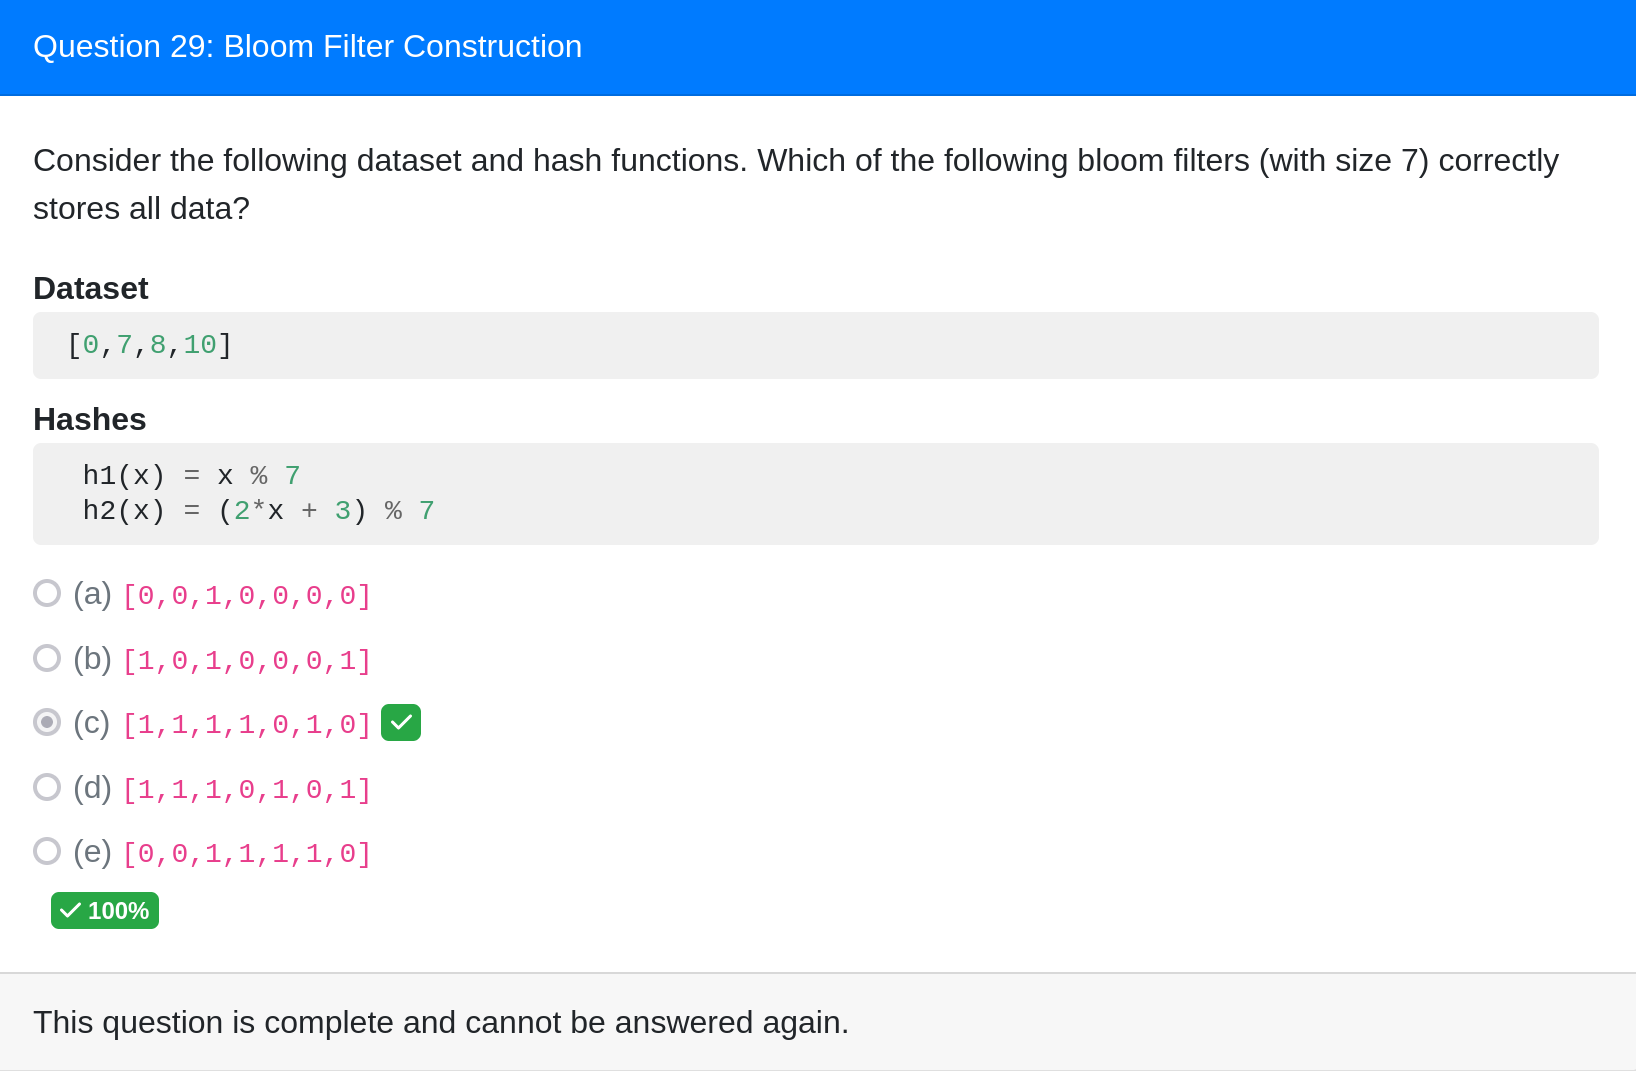 Question 29: Bloom Filter Construction
Consider the following dataset and hash functions. Which of the following bloom filters (with size 7) correctly
stores all data?
Dataset
[0,7,8,10]
Hashes
h1(x) = x % 7
h2(x) = (2*x + 3) % 7
(a) [0,0,1,0,0,0,0]
(b) [1,0,1,0,0,0,1]
(c) [1,1,1,1,0,1,0]
(d) [1,1,1,0,1,0,1]
(e) [0,0,1,1,1,1,0]
100%
This question is complete and cannot be answered again.